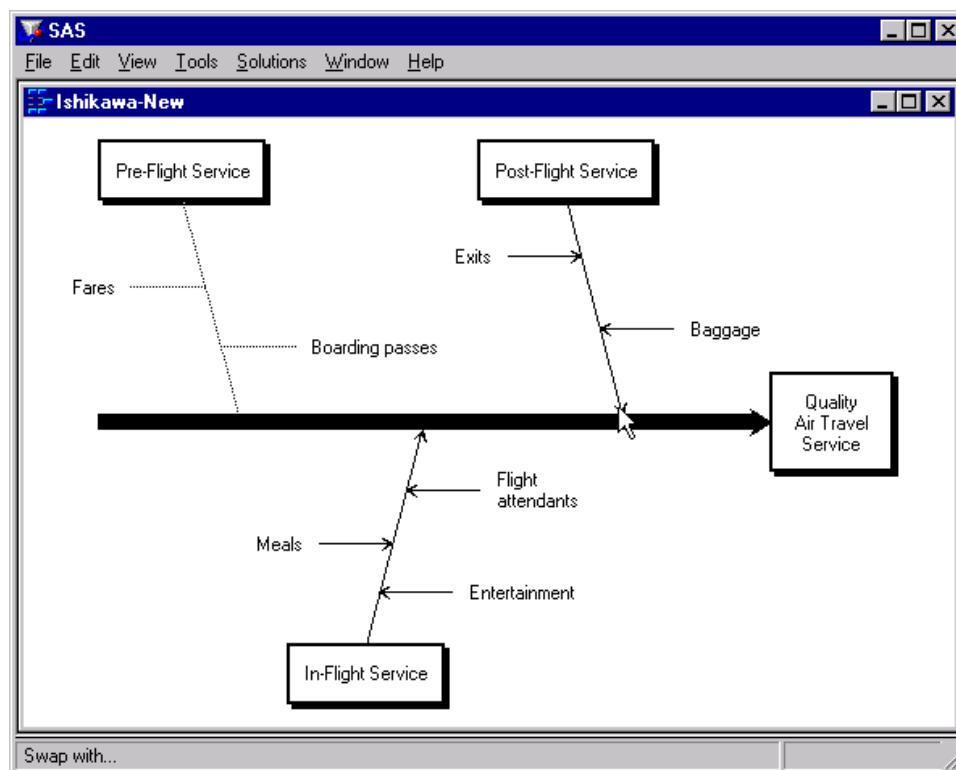 SAS
File Edit View Tools Solutions Window Help
Ishikawa-New
Pre-Flight Service
Post-Flight Service
Exits
Fares
Baggage
Boarding passes
Quality
Air Travel
Service
Flight
attendants
Meals
Entertainment
In-Flight Service
Swap with...